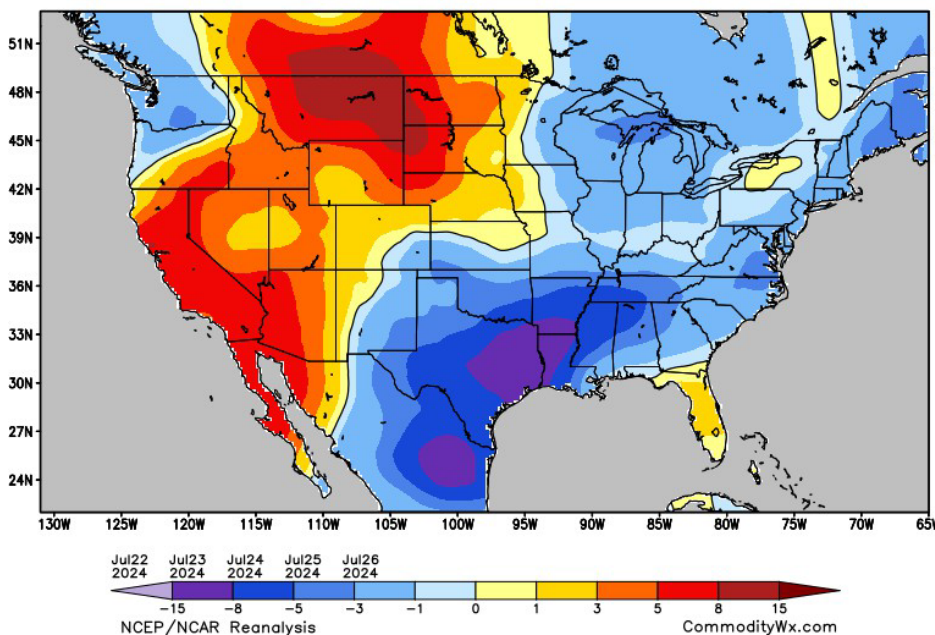 51N
48N
45N
42N
39N
36N
33N
30N
27N
24N
130W 125W 120W 115W 110W 105W 100W 95W 90W 85W 80W 75W 70W 65W
Jul22 Jul23 Jul24 Jul25 Jul26
2024 2024 2024 2024 2024
-15 -8 -5 -3 -1 0 1 3 5 8 15
NCEP/NCAR Reanalysis CommodityWx.com